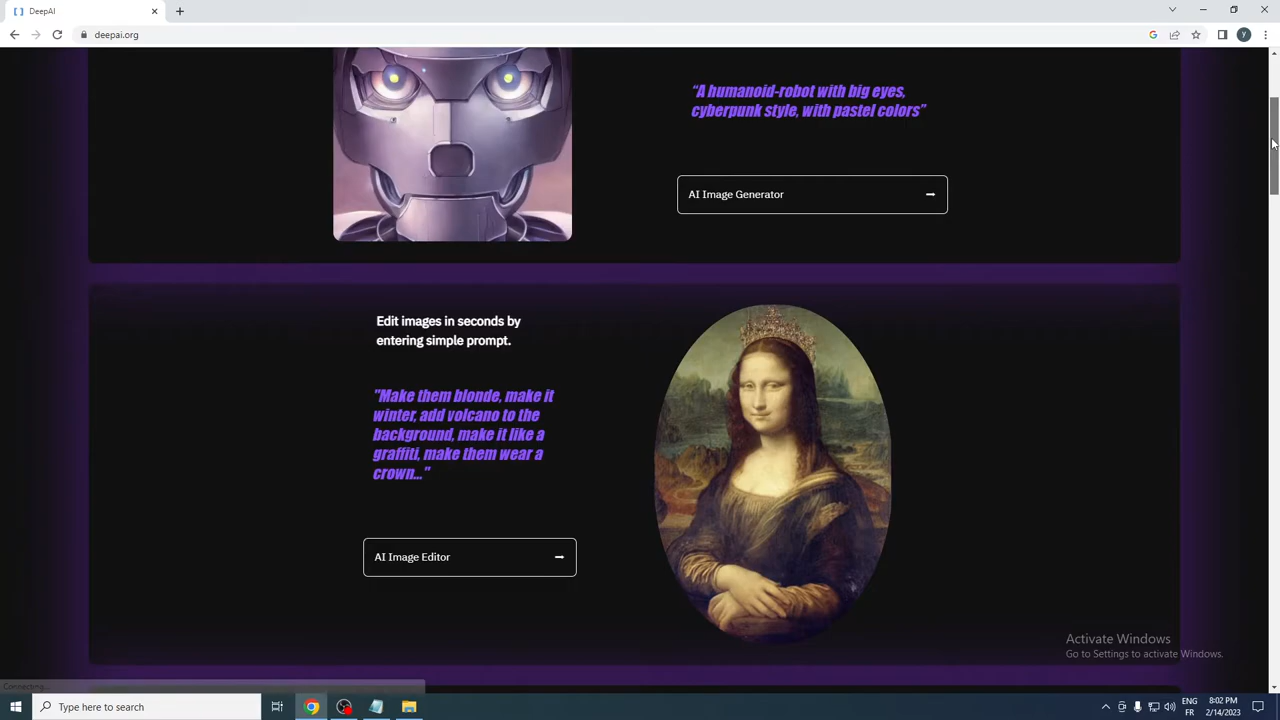 DeepAI
deepai.org
Y
“A humanoid-robot with big eyes,
cyberpunk style, with pastel colors”
AI Image Generator
Edit images in seconds by
entering simple prompt.
"Make them blonde, make it
winter, add volcano to the
background, make it like a
graffiti, make them wear a
crown..."
AI Image Editor
Activate Windows
Go to Settings to activate Windows.
Connecting...
Type here to search
ENG
FR
8:02 PM
2/14/2023